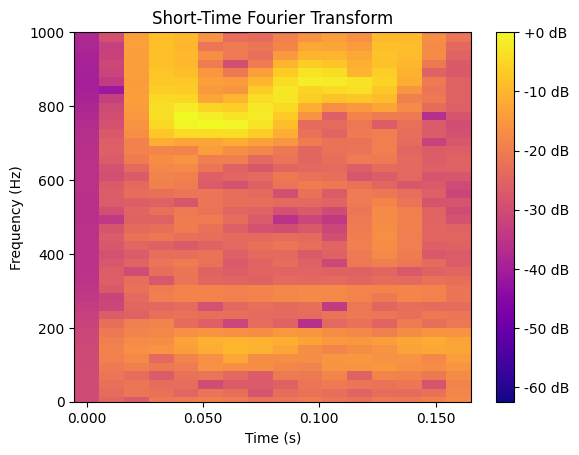 Short-Time Fourier Transform
1000
800
600
400
200
0
Frequency (Hz)
0.000
0.050
0.100
0.150
Time (s)
+0 dB
-10 dB
-20 dB
-30 dB
-40 dB
-50 dB
-60 dB